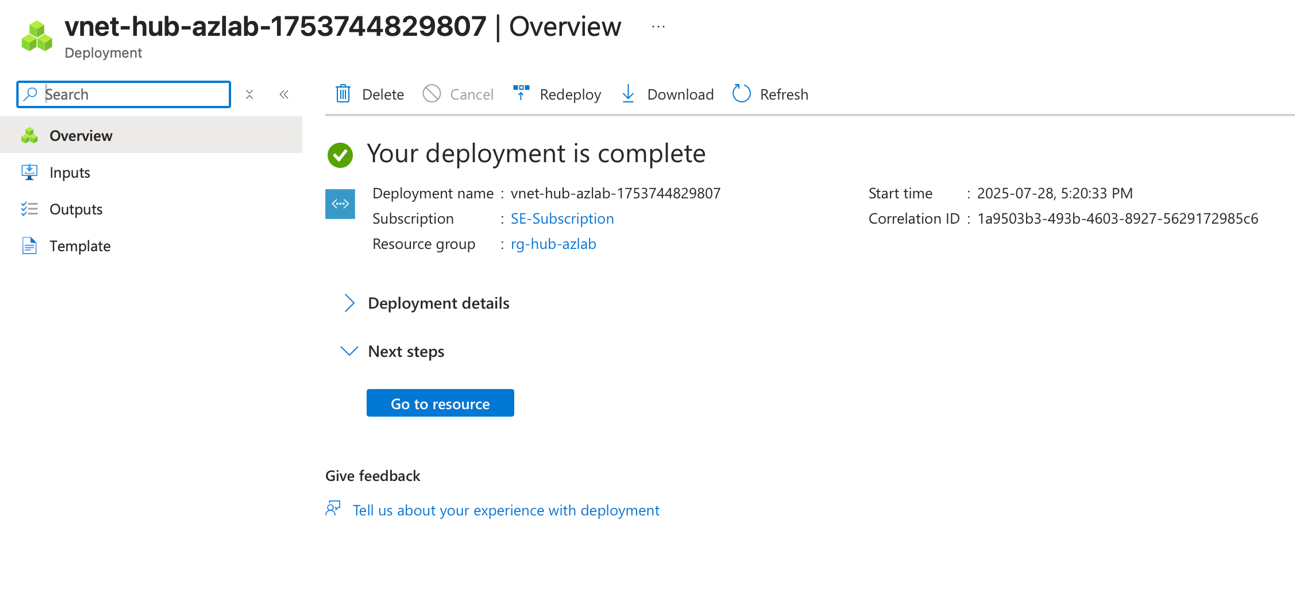 vnet-hub-azlab-1753744829807 | Overview ...
Deployment
Search
Delete Cancel Redeploy Download Refresh
Overview
Inputs
Outputs
Template
Your deployment is complete
Deployment name : vnet-hub-azlab-1753744829807
Subscription : SE-Subscription
Resource group : rg-hub-azlab
Start time : 2025-07-28, 5:20:33 PM
Correlation ID : 1a9503b3-493b-4603-8927-5629172985c6
Deployment details
Next steps
Go to resource
Give feedback
Tell us about your experience with deployment